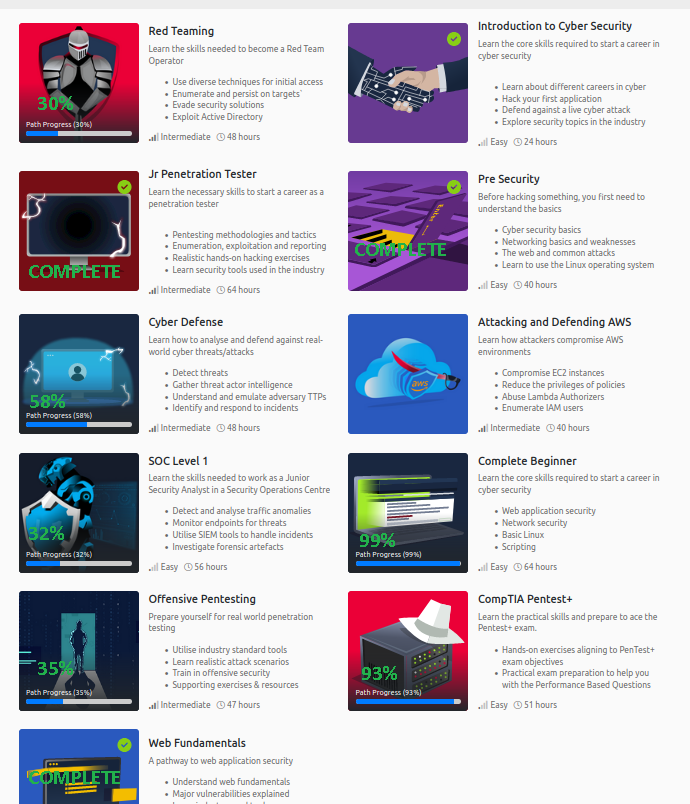 Red Teaming
Learn the skills needed to become a Red Team
Operator
Use diverse techniques for initial access
Enumerate and persist on targets`
Evade security solutions
Exploit Active Directory
30%
Path Progress (30%)
Intermediate 48 hours
Introduction to Cyber Security
Learn the core skills required to start a career in
cyber security
Learn about different careers in cyber
Hack your first application
Defend against a live cyber attack
Explore security topics in the industry
Easy 24 hours
Jr Penetration Tester
Learn the necessary skills to start a career as a
penetration tester
Pentesting methodologies and tactics
Enumeration, exploitation and reporting
Realistic hands-on hacking exercises
Learn security tools used in the industry
COMPLETE
Intermediate 64 hours
Pre Security
Before hacking something, you first need to
understand the basics
Cyber security basics
Networking basics and weaknesses
The web and common attacks
Learn to use the Linux operating system
Enter
COMPLETE
Easy 40 hours
Cyber Defense
Learn how to analyse and defend against real-
world cyber threats/attacks
Detect threats
Gather threat actor intelligence
Understand and emulate adversary TTPs
Identify and respond to incidents
58%
Path Progress (58%)
Intermediate 48 hours
Attacking and Defending AWS
Learn how attackers compromise AWS
environments
Compromise EC2 instances
Reduce the privileges of policies
Abuse Lambda Authorizers
Enumerate IAM users
aws
Intermediate 40 hours
SOC Level 1
Learn the skills needed to work as a Junior
Security Analyst in a Security Operations Centre
Detect and analyse traffic anomalies
Monitor endpoints for threats
Utilise SIEM tools to handle incidents
Investigate forensic artefacts
32%
Path Progress (32%)
Easy 56 hours
Complete Beginner
Learn the core skills required to start a career in
cyber security
Web application security
Network security
Basic Linux
Scripting
99%
Path Progress (99%)
Easy 64 hours
Offensive Pentesting
Prepare yourself for real world penetration
testing
Utilise industry standard tools
Learn realistic attack scenarios
Train in offensive security
Supporting exercises & resources
35%
Path Progress (35%)
Intermediate 47 hours
CompTIA Pentest+
Learn the practical skills and prepare to ace the
Pentest+ exam.
Hands-on exercises aligning to PenTest+
exam objectives
Practical exam preparation to help you
with the Performance Based Questions
93%
Path Progress (93%)
Easy 51 hours
Web Fundamentals
A pathway to web application security
Understand web fundamentals
Major vulnerabilities explained
COMPLETE